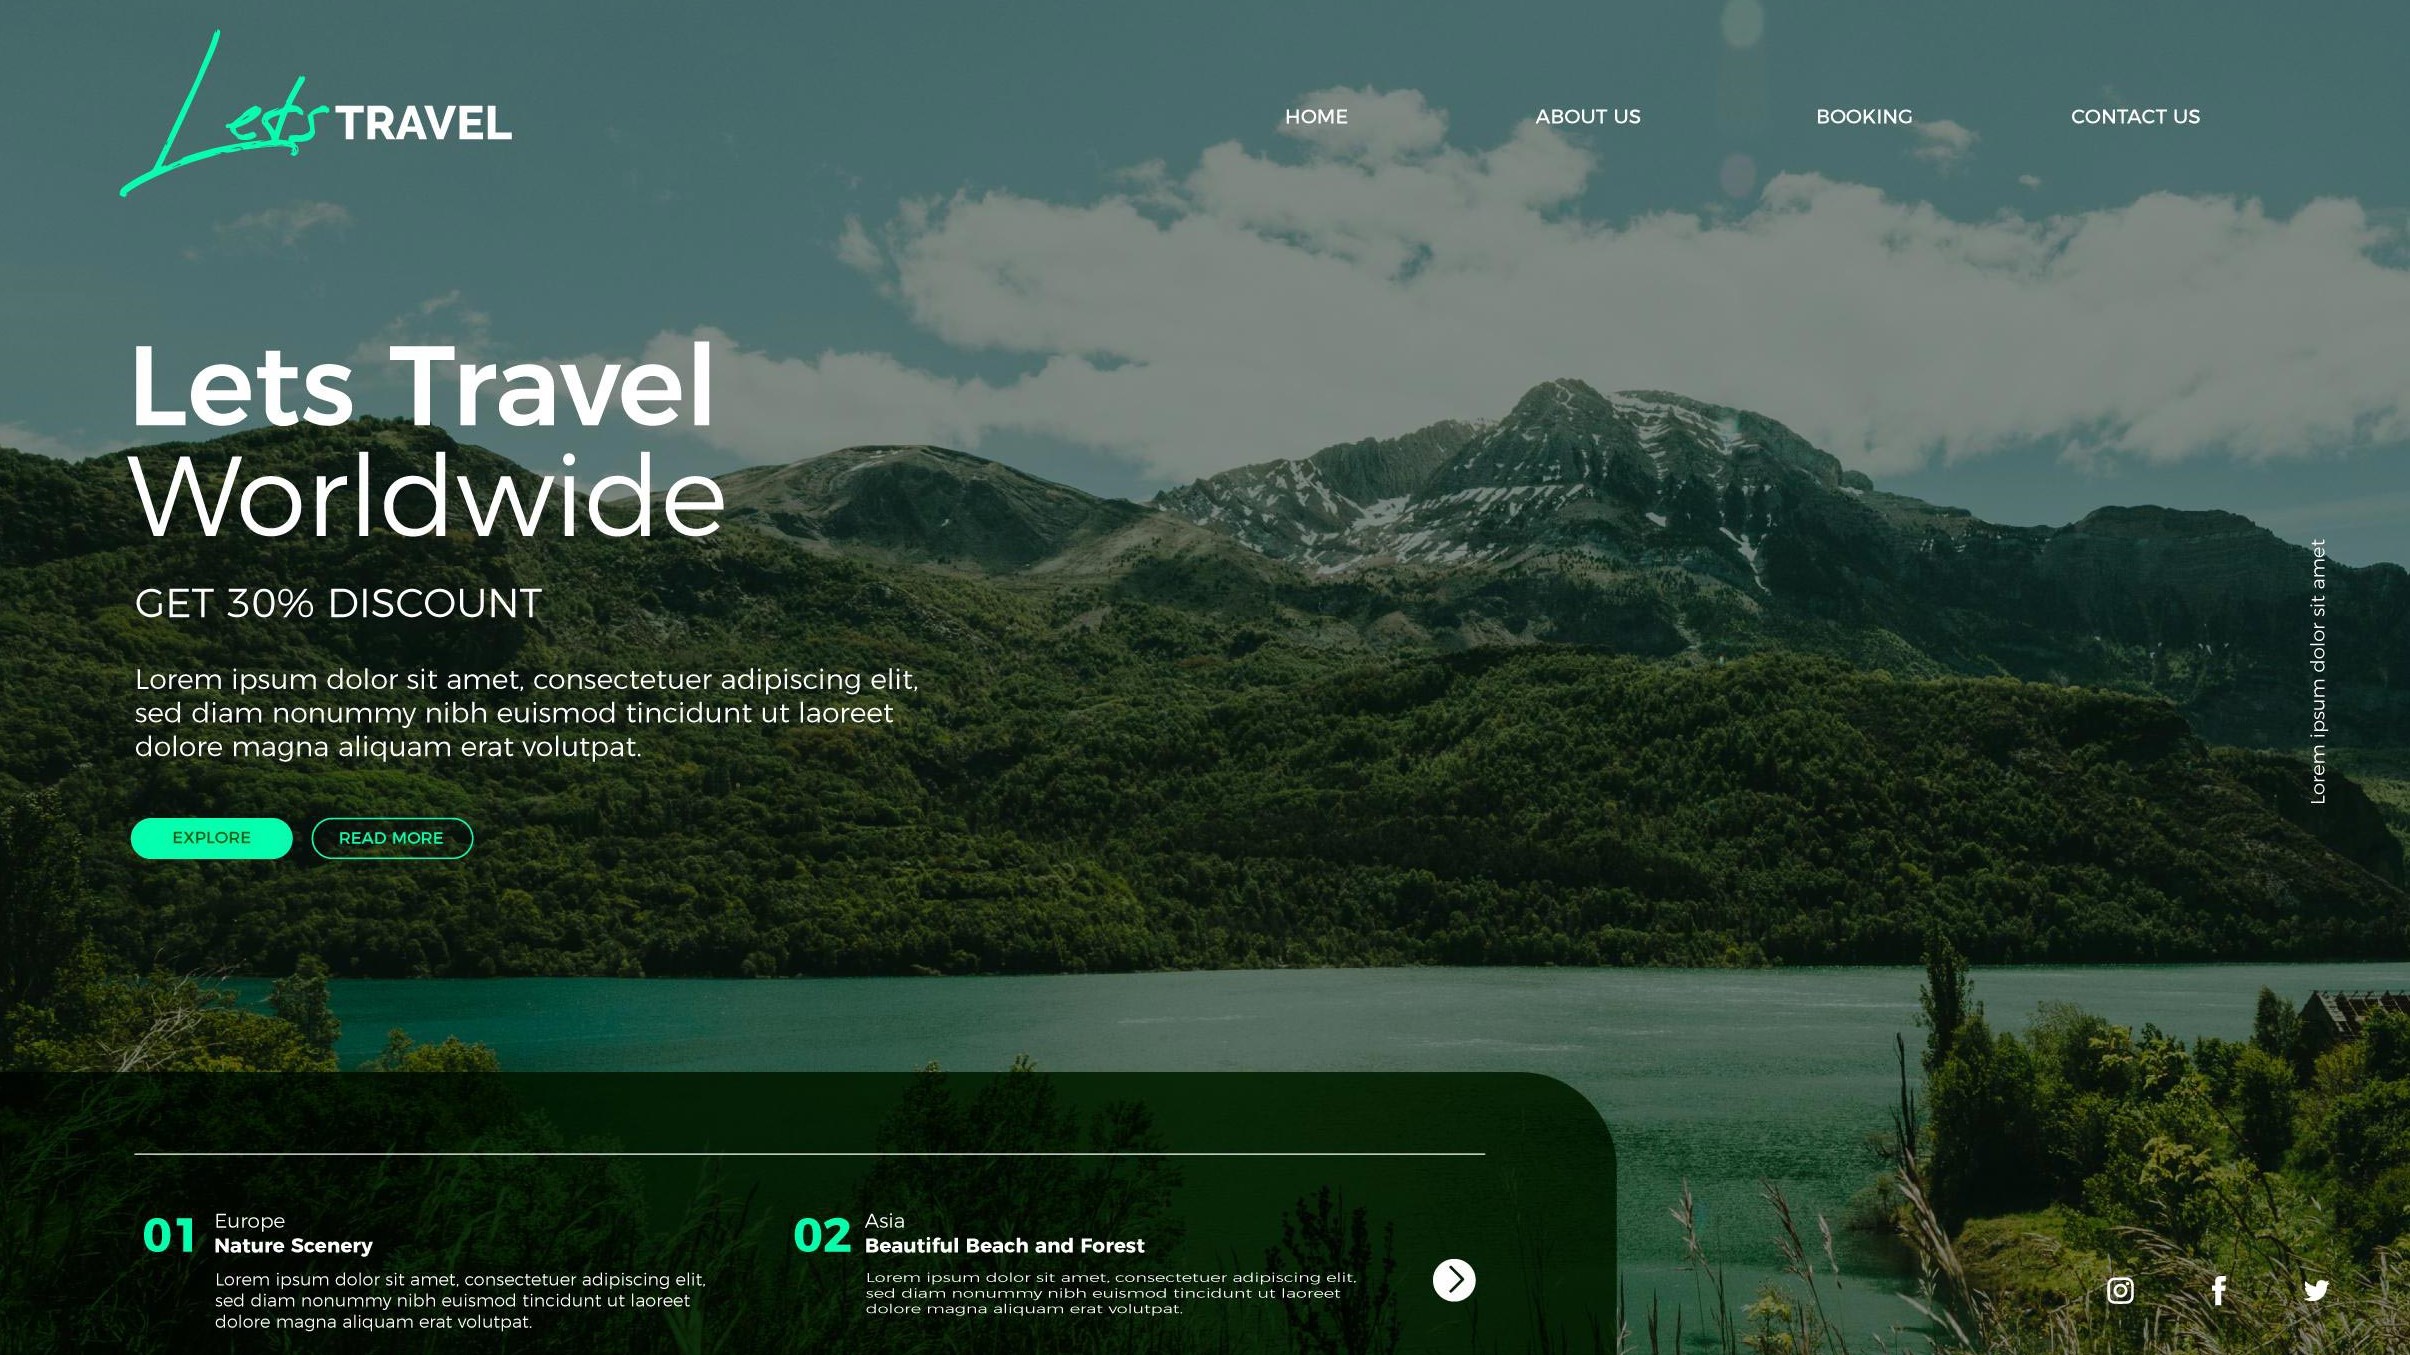 Lets TRAVEL
HOME
ABOUT US
BOOKING
CONTACT US
Lets Travel
Worldwide
GET 30% DISCOUNT
Lorem ipsum dolor sit amet, consectetuer adipiscing elit,
sed diam nonummy nibh euismod tincidunt ut laoreet
dolore magna aliquam erat volutpat.
EXPLORE
READ MORE
Lorem ipsum dolor sit amet
01
Europe
Nature Scenery
Lorem ipsum dolor sit amet, consectetuer adipiscing elit,
sed diam nonummy nibh euismod tincidunt ut laoreet
dolore magna aliquam erat volutpat.
02
Asia
Beautiful Beach and Forest
Lorem ipsum dolor sit amet, consectetuer adipiscing elit,
sed diam nonummy nibh euismod tincidunt ut laoreet
dolore magna aliquam erat volutpat.